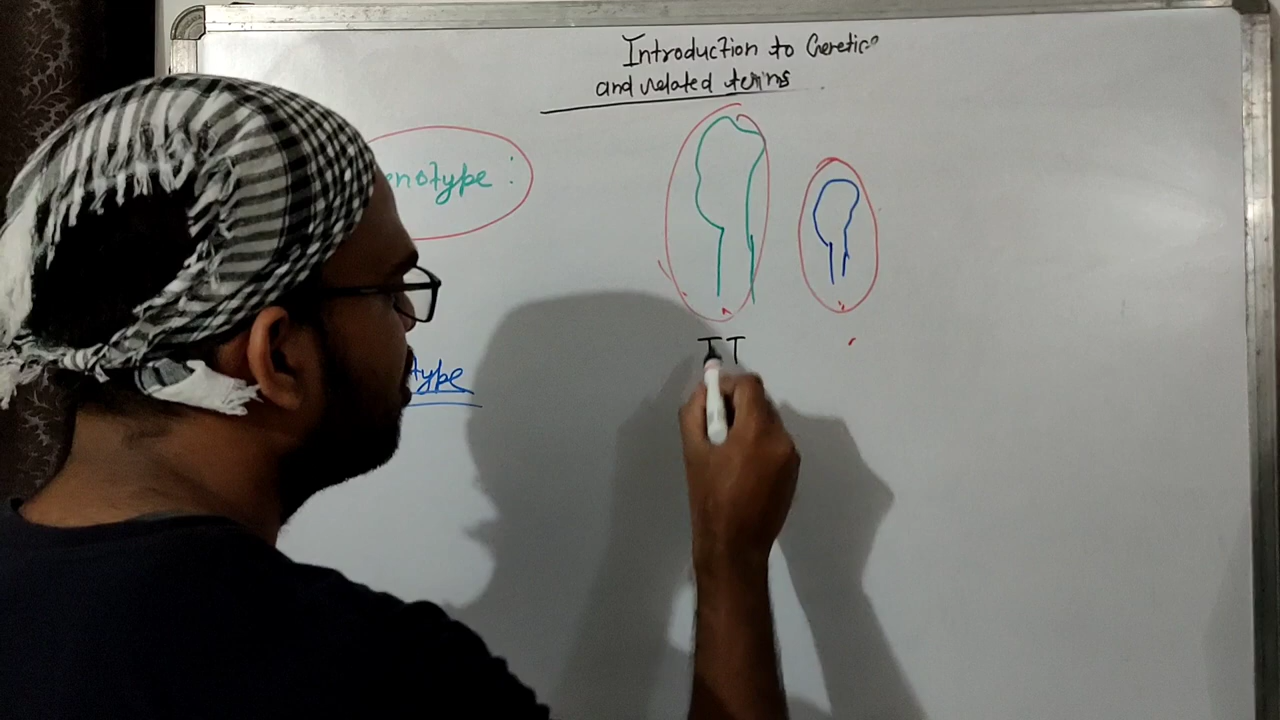 Introduction to Genetics
and related terms
enotype :
type
TT